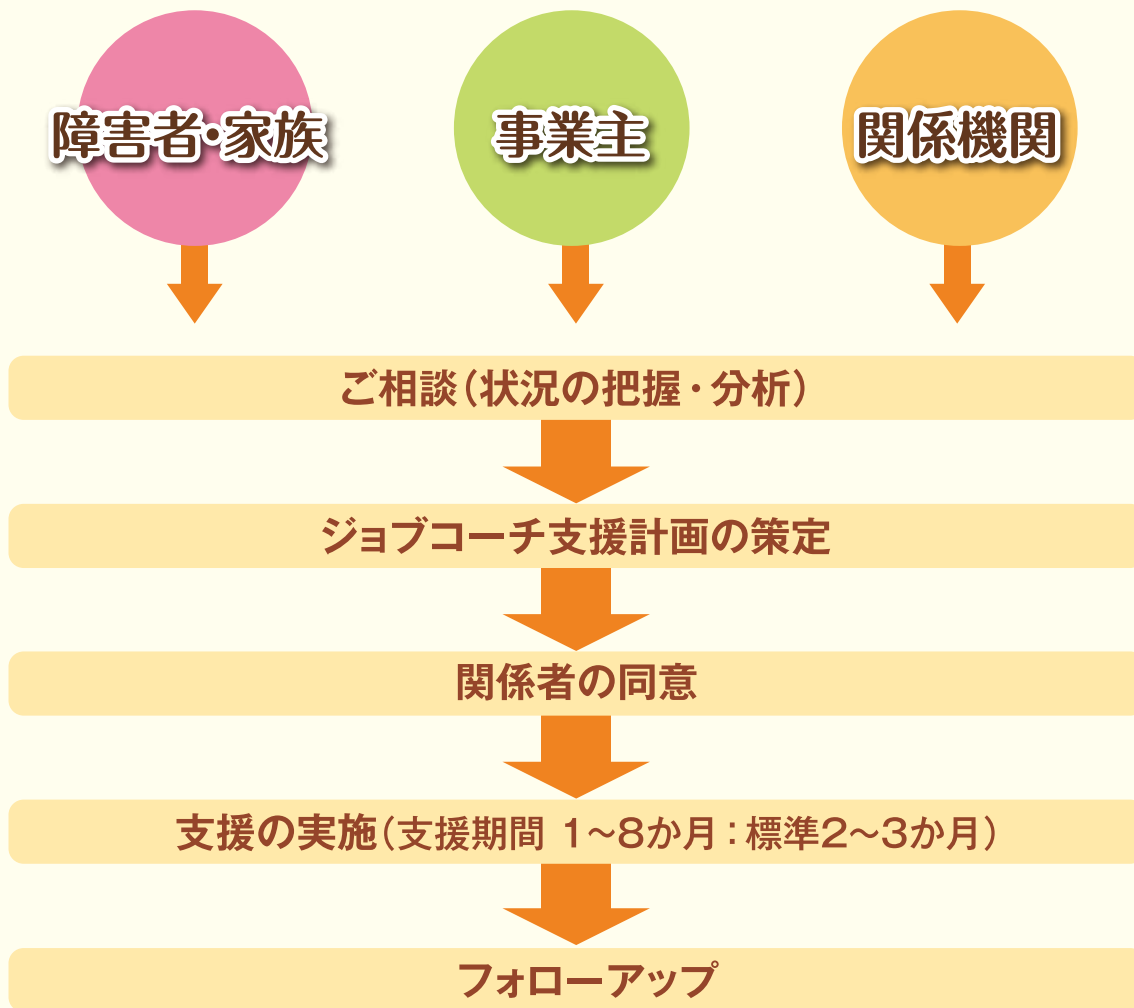 障害者・家族
事業主
関係機関
ご相談（状況の把握・分析）
ジョブコーチ支援計画の策定
関係者の同意
支援の実施（支援期間 1～8か月：標準2～3か月）
フォローアップ